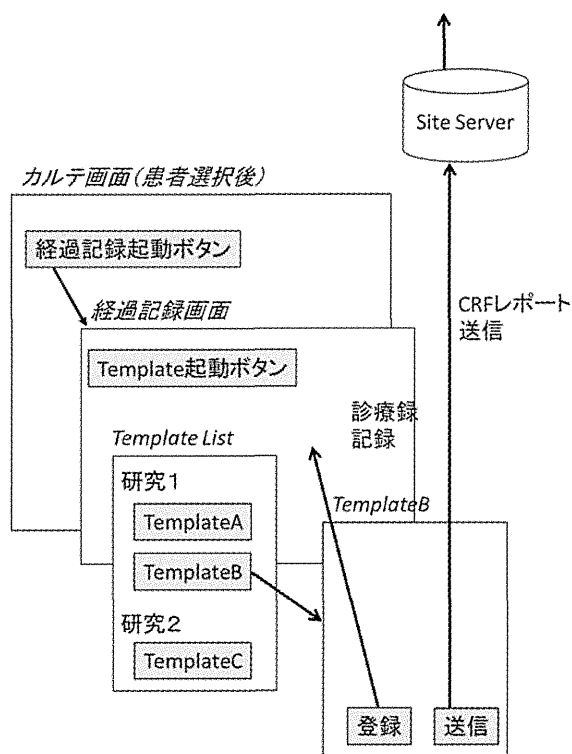 Site Server
カルテ画面(患者選択後)
経過記録起動ボタン
経過記録画面
CRFレポート
送信
Template起動ボタン
診療録
記録
Template List
研究1
TemplateA
TemplateB
TemplateB
研究2
TemplateC
登録
送信